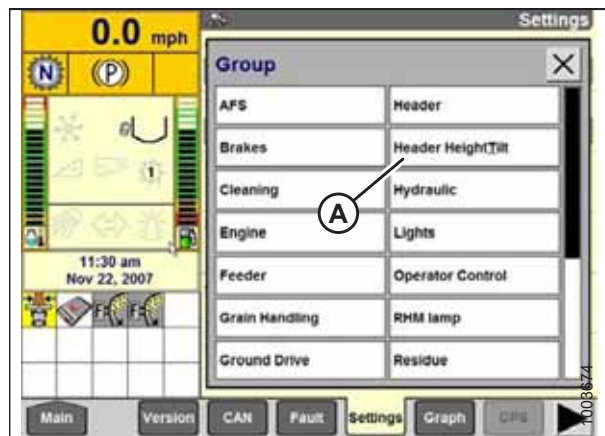 0.0 mph
Settings
N
(P)
Group
X
AFS
Header
Brakes
Header Height/Tilt
Cleaning
Hydraulic
A
Engine
Lights
11:30 am
Nov 22, 2007
Feeder
Operator Control
Grain Handling
RHM lamp
Ground Drive
Residue
1
F
F
Main
Version
CAN
Fault
Settings
Graph
GPS
1003674